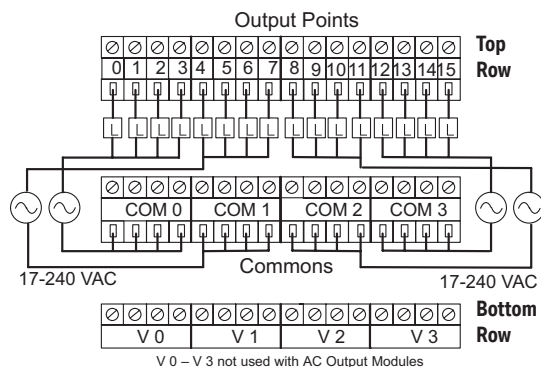 Output Points
Top
Row
0 1 2 3 4 5 6 7 8 9 10 11 12 13 14 15
L L L L L L L L L L L L L L L L
COM 0 COM 1 COM 2 COM 3
Commons
17-240 VAC 17-240 VAC
Bottom
Row
V 0 V 1 V 2 V 3
V 0 – V 3 not used with AC Output Modules